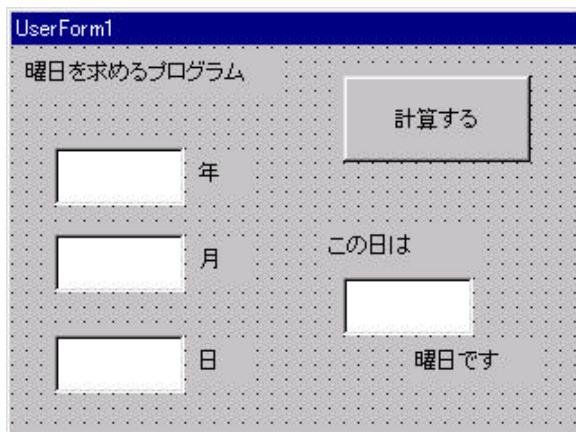 UserForm1
曜日を求めるプログラム
計算する
年
月
この日は
日
曜日です